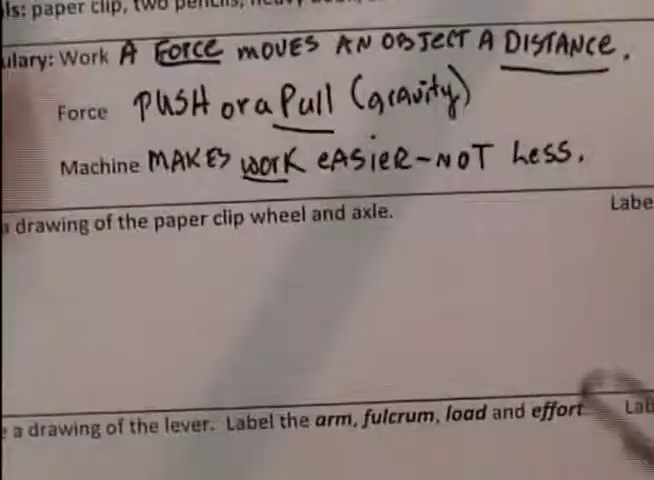 ls: paper clip, two pencils, heavy book,
ulary: Work A FORCE MOVES AN OBJECT A DISTANCE.
Force PUSH or a Pull (gravity)
Machine MAKES WORK EASIER - NOT LESS.
a drawing of the paper clip wheel and axle. Labe
e a drawing of the lever. Label the arm, fulcrum, load and effort Lab